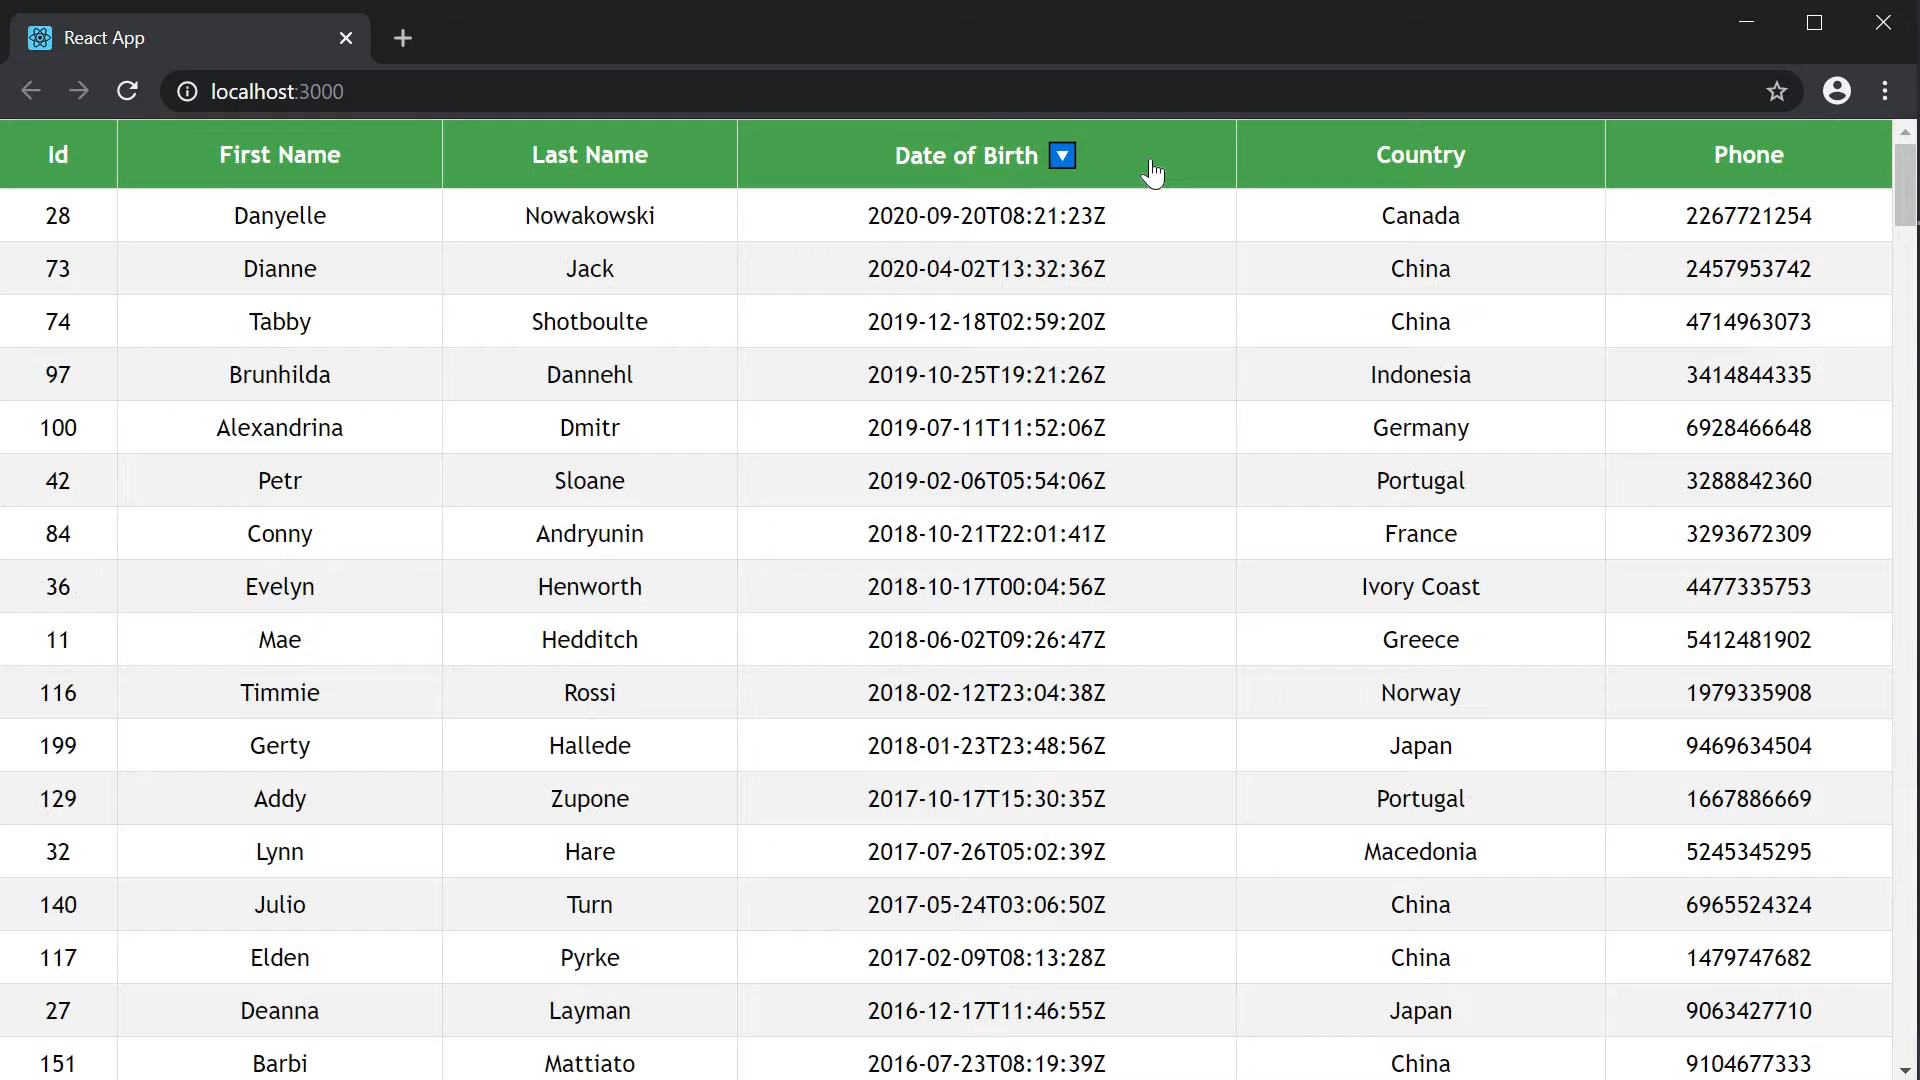 React App
localhost:3000
Id First Name Last Name Date of Birth Country Phone
28 Danyelle Nowakowski 2020-09-20T08:21:23Z Canada 2267721254
73 Dianne Jack 2020-04-02T13:32:36Z China 2457953742
74 Tabby Shotboulte 2019-12-18T02:59:20Z China 4714963073
97 Brunhilda Dannehl 2019-10-25T19:21:26Z Indonesia 3414844335
100 Alexandrina Dmitr 2019-07-11T11:52:06Z Germany 6928466648
42 Petr Sloane 2019-02-06T05:54:06Z Portugal 3288842360
84 Conny Andryunin 2018-10-21T22:01:41Z France 3293672309
36 Evelyn Henworth 2018-10-17T00:04:56Z Ivory Coast 4477335753
11 Mae Hedditch 2018-06-02T09:26:47Z Greece 5412481902
116 Timmie Rossi 2018-02-12T23:04:38Z Norway 1979335908
199 Gerty Hallede 2018-01-23T23:48:56Z Japan 9469634504
129 Addy Zupone 2017-10-17T15:30:35Z Portugal 1667886669
32 Lynn Hare 2017-07-26T05:02:39Z Macedonia 5245345295
140 Julio Turn 2017-05-24T03:06:50Z China 6965524324
117 Elden Pyrke 2017-02-09T08:13:28Z China 1479747682
27 Deanna Layman 2016-12-17T11:46:55Z Japan 9063427710
151 Barbi Mattiato 2016-07-23T08:19:39Z China 9104677333